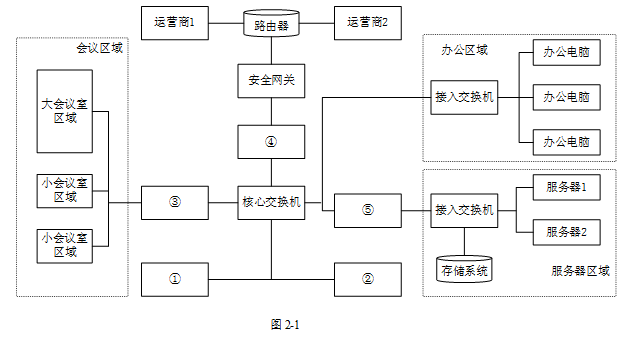 运营商1
路由器
运营商2
会议区域
办公区域
安全网关
办公电脑
大会议室
区域
接入交换机
办公电脑
④
办公电脑
小会议室
区域
③
核心交换机
⑤
接入交换机
服务器1
小会议室
区域
服务器2
①
②
存储系统
服务器区域
图 2-1